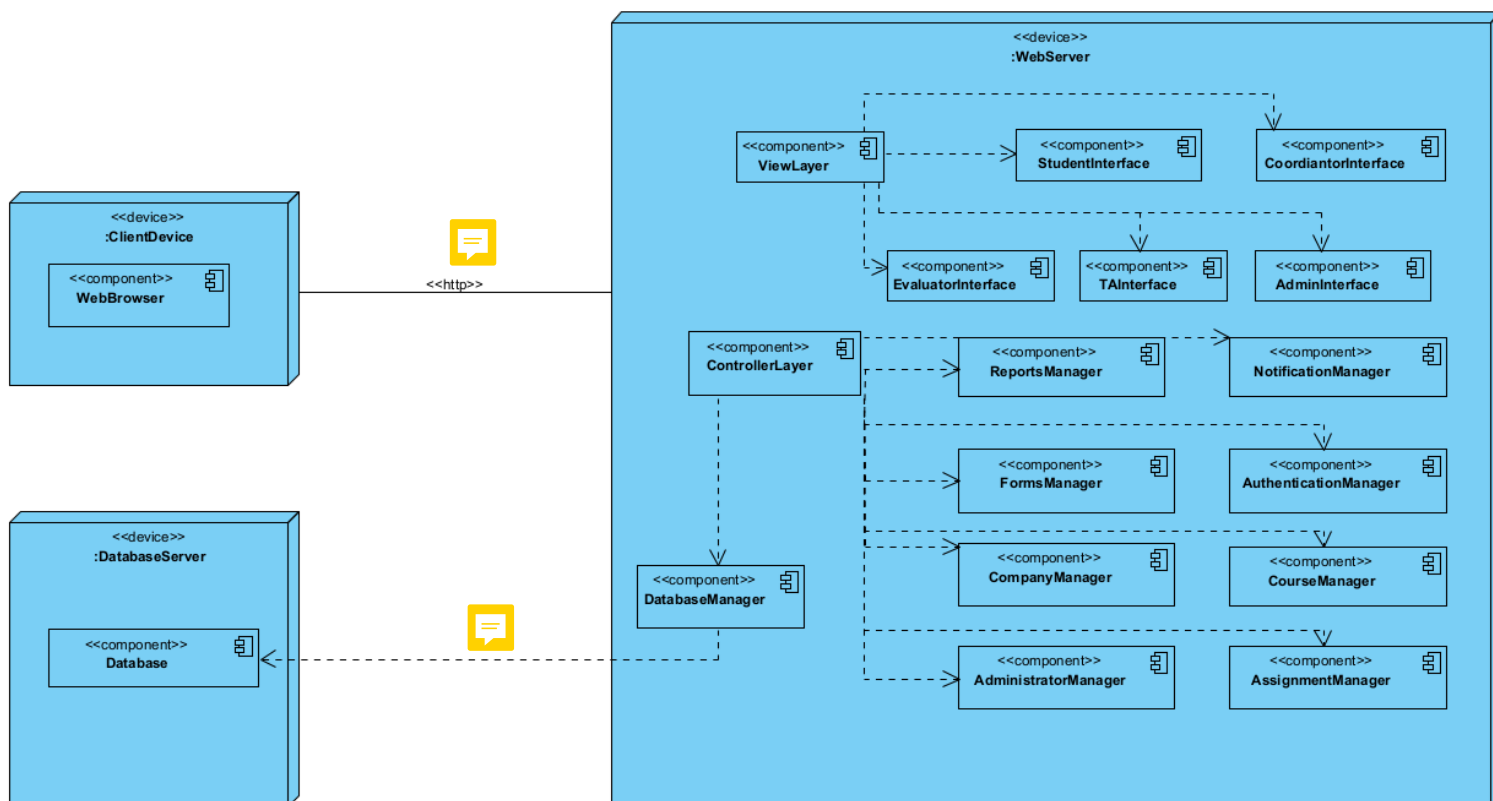 <<device>>
:WebServer
<<component>>
ViewLayer
<<component>>
StudentInterface
<<component>>
CoordiantorInterface
<<device>>
:ClientDevice
<<component>>
WebBrowser
<<http>>
<<component>>
EvaluatorInterface
<<component>>
TAInterface
<<component>>
AdminInterface
<<component>>
ControllerLayer
<<component>>
ReportsManager
<<component>>
NotificationManager
<<component>>
FormsManager
<<component>>
AuthenticationManager
<<device>>
:DatabaseServer
<<component>>
DatabaseManager
<<component>>
CompanyManager
<<component>>
CourseManager
<<component>>
Database
<<component>>
AdministratorManager
<<component>>
AssignmentManager